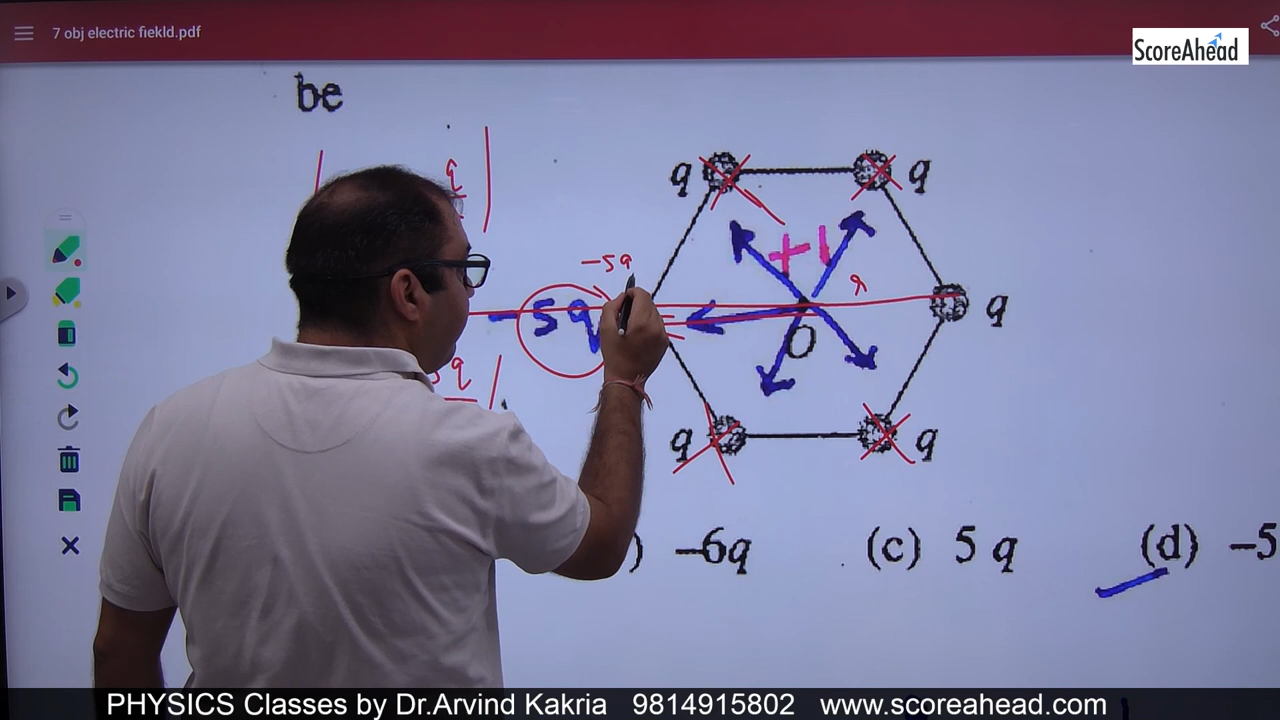 7 obj electric fiekld.pdf
ScoreAhead
be
q
q q
-5q +1 r
-5q q
O
5q
q q
) -6q (c) 5 q (d) -5
PHYSICS Classes by Dr.Arvind Kakria 9814915802 www.scoreahead.com